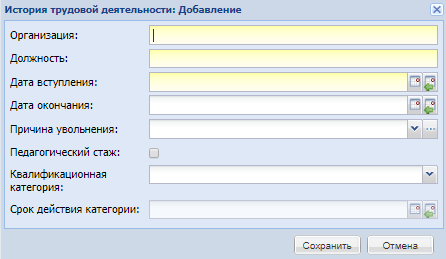 История трудовой деятельности: Добавление
Организация:
Должность:
Дата вступления:
Дата окончания:
Причина увольнения:
Педагогический стаж:
Квалификационная
категория:
Срок действия категории:
Сохранить Отмена